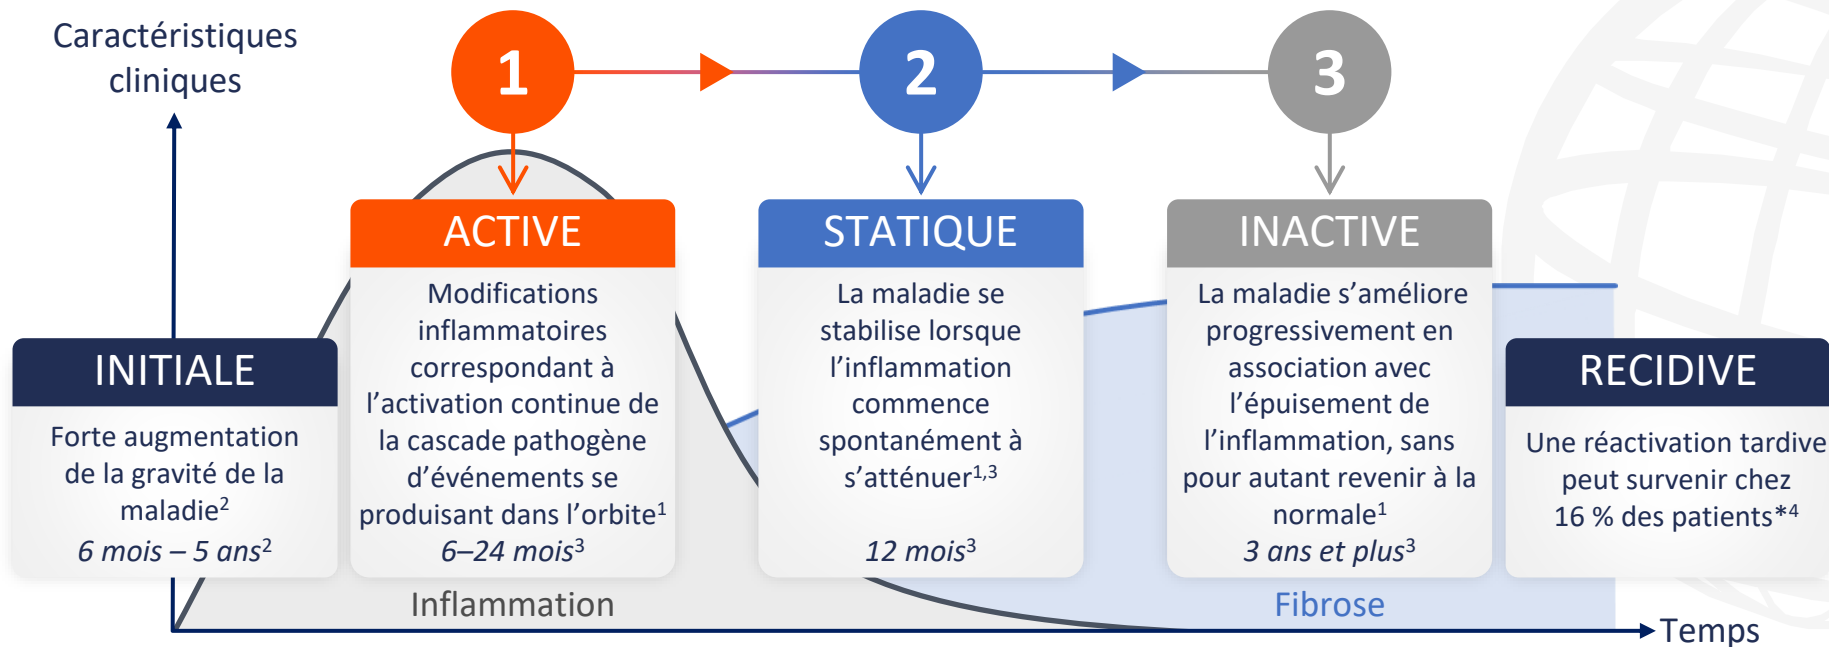 Caractéristiques
cliniques
1
2
3
INITIALE
Forte augmentation
de la gravité de la
maladie²
6 mois – 5 ans²
ACTIVE
Modifications
inflammatoires
correspondant à
l’activation continue de
la cascade pathogène
d’événements se
produisant dans l’orbite¹
6–24 mois³
STATIQUE
La maladie se
stabilise lorsque
l’inflammation
commence
spontanément à
s’atténuer¹,³
12 mois³
INACTIVE
La maladie s’améliore
progressivement en
association avec
l’épuisement de
l’inflammation, sans
pour autant revenir à la
normale¹
3 ans et plus³
RECIDIVE
Une réactivation tardive
peut survenir chez
16 % des patients*⁴
Inflammation
Fibrose
Temps